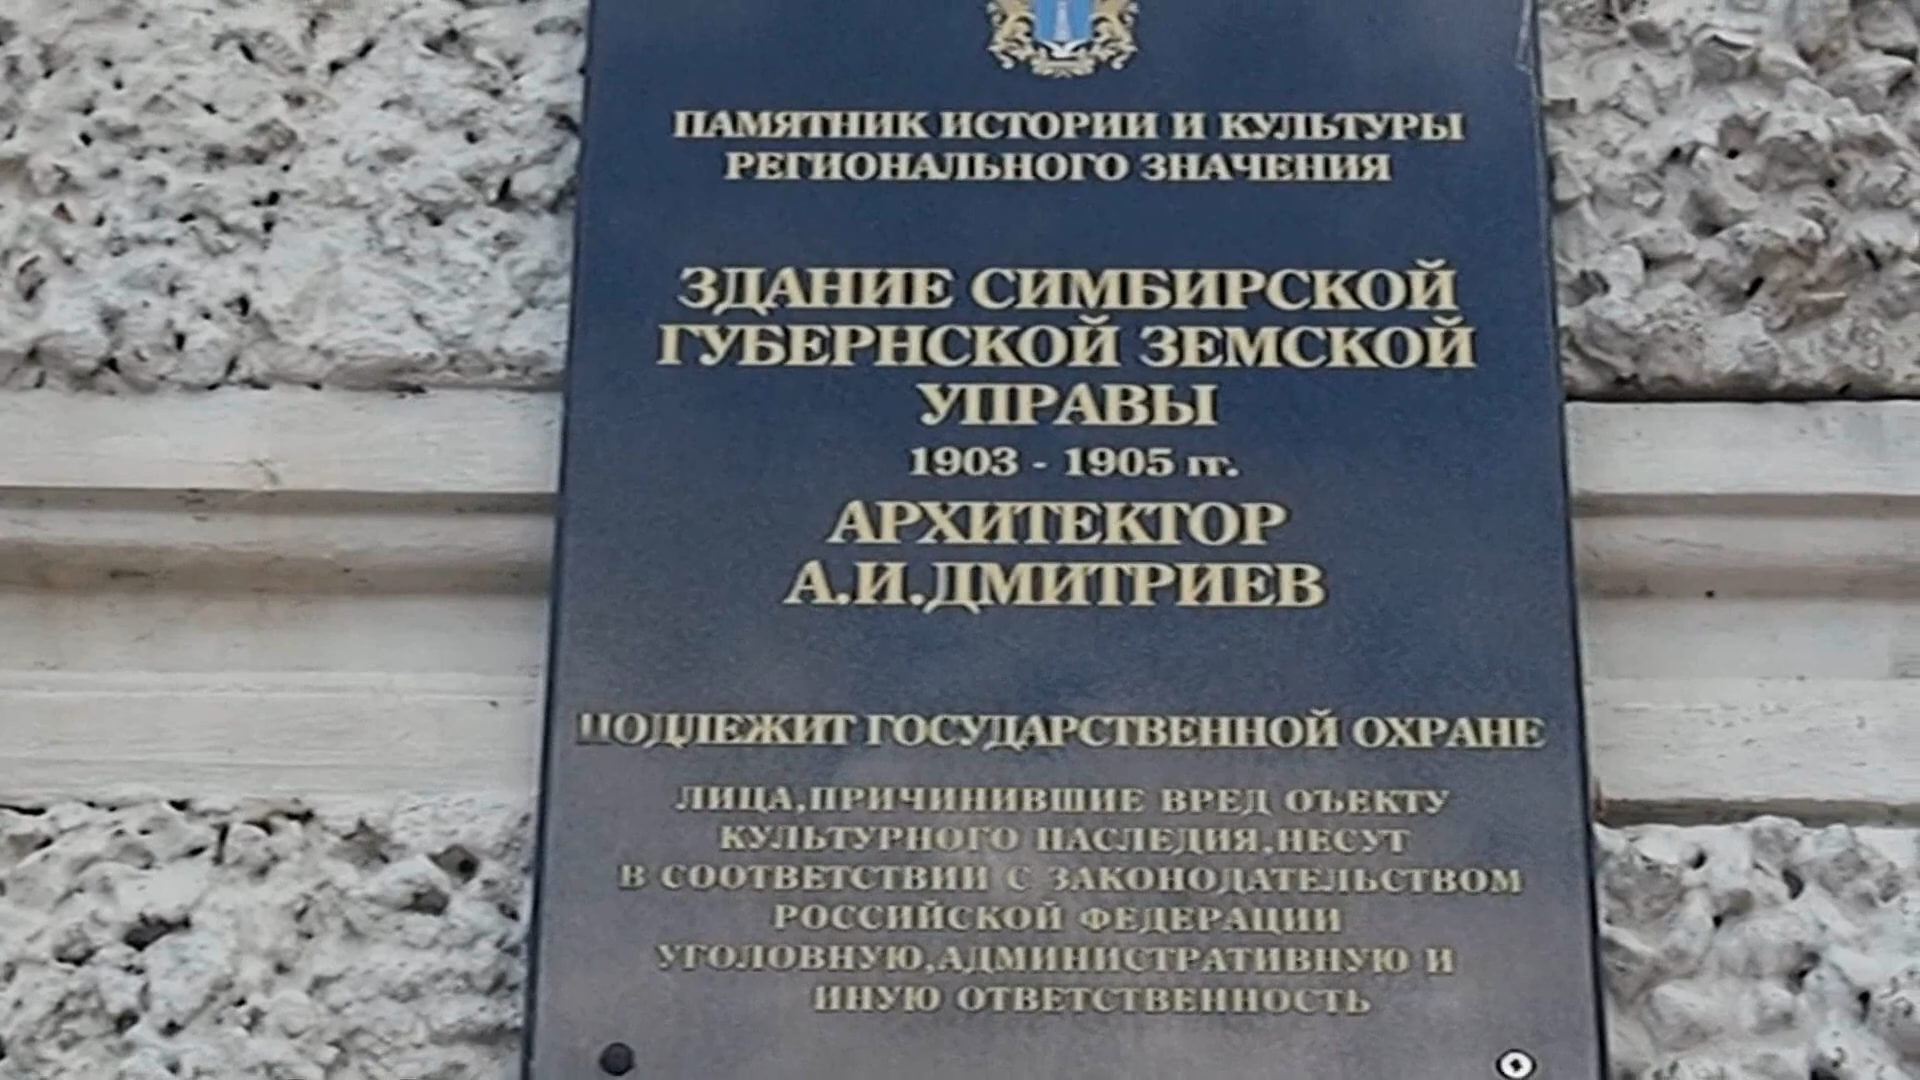 ПАМЯТНИК ИСТОРИИ И КУЛЬТУРЫ
РЕГИОНАЛЬНОГО ЗНАЧЕНИЯ
ЗДАНИЕ СИМБИРСКОЙ
ГУБЕРНСКОЙ ЗЕМСКОЙ
УПРАВЫ
1903 - 1905 гг.
АРХИТЕКТОР
А.И.ДМИТРИЕВ
ПОДЛЕЖИТ ГОСУДАРСТВЕННОЙ ОХРАНЕ
ЛИЦА,ПРИЧИНИВШИЕ ВРЕД ОЪЕКТУ
КУЛЬТУРНОГО НАСЛЕДИЯ,НЕСУТ
В СООТВЕТСТВИИ С ЗАКОНОДАТЕЛЬСТВОМ
РОССИЙСКОЙ ФЕДЕРАЦИИ
УГОЛОВНУЮ,АДМИНИСТРАТИВНУЮ И
ИНУЮ ОТВЕТСТВЕННОСТЬ